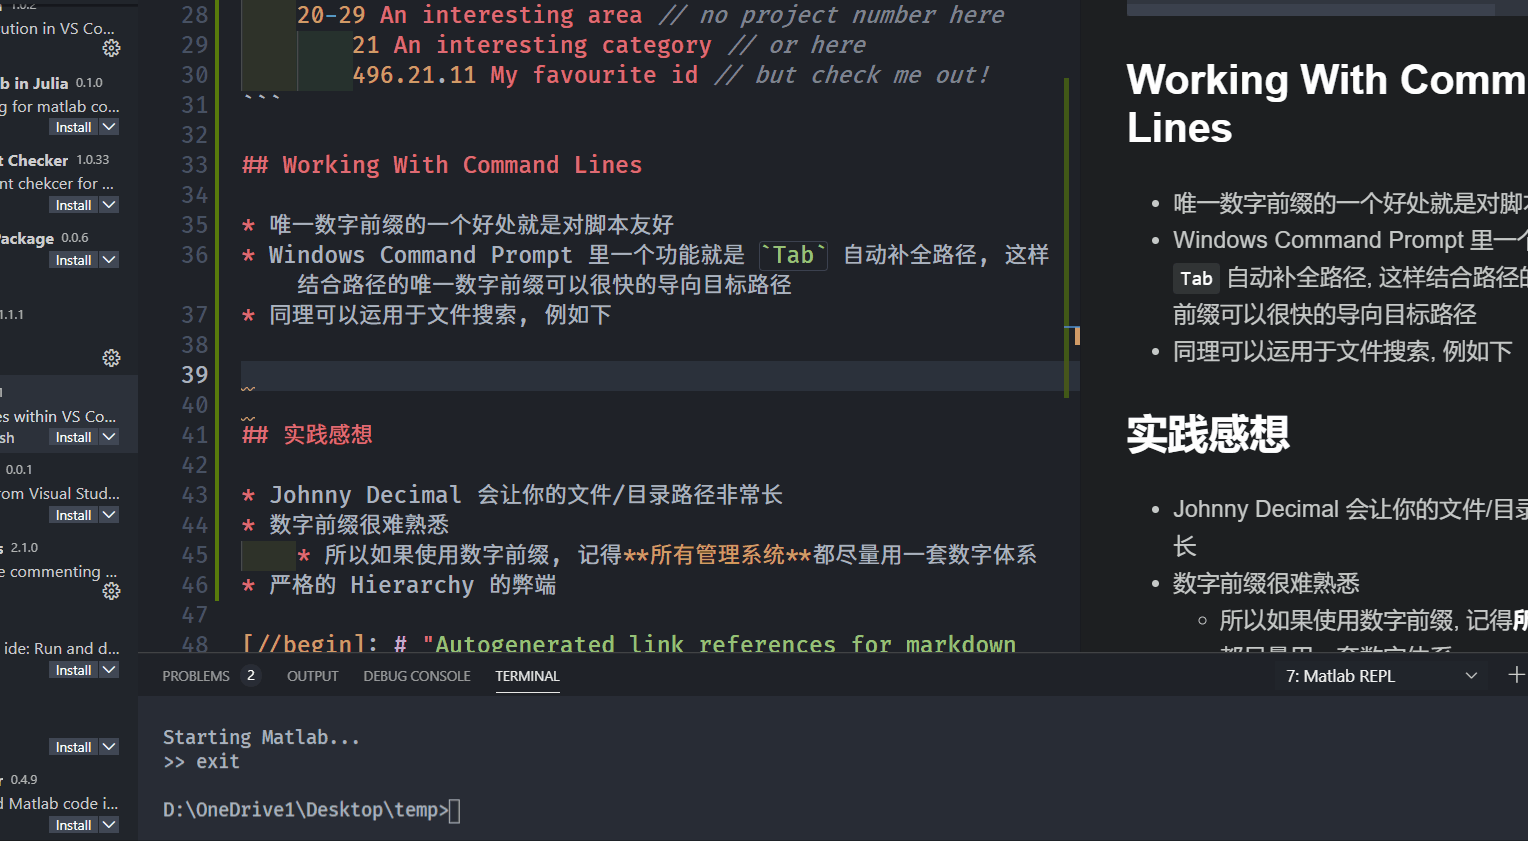 1.0.2
ution in VS Co...
b in Julia 0.1.0
g for matlab co...
Install
t Checker 1.0.33
nt chekcer for ...
Install
Package 0.0.6
Install
1.1.1
1
es within VS Co...
sh Install
0.0.1
rom Visual Stud...
Install
s 2.1.0
e commenting ...
ide: Run and d...
Install
Install
r 0.4.9
d Matlab code i...
Install
28 20-29 An interesting area // no project number here
29 21 An interesting category // or here
30 496.21.11 My favourite id // but check me out!
31 ```
32
33 ## Working With Command Lines
34
35 * 唯一数字前缀的一个好处就是对脚本友好
36 * Windows Command Prompt 里一个功能就是 `Tab` 自动补全路径, 这样
结合路径的唯一数字前缀可以很快的导向目标路径
37 * 同理可以运用于文件搜索, 例如下
38
39
40
41 ## 实践感想
42
43 * Johnny Decimal 会让你的文件/目录路径非常长
44 * 数字前缀很难熟悉
45 * 所以如果使用数字前缀, 记得**所有管理系统**都尽量用一套数字体系
46 * 严格的 Hierarchy 的弊端
47
48 [//begin]: # "Autogenerated link references for markdown
Working With Comm
Lines
• 唯一数字前缀的一个好处就是对脚本
• Windows Command Prompt 里一个
Tab 自动补全路径, 这样结合路径的
前缀可以很快的导向目标路径
• 同理可以运用于文件搜索, 例如下
实践感想
• Johnny Decimal 会让你的文件/目录
长
• 数字前缀很难熟悉
◦ 所以如果使用数字前缀, 记得所
都尽量用一套数字体系
PROBLEMS 2 OUTPUT DEBUG CONSOLE TERMINAL 7: Matlab REPL
Starting Matlab...
>> exit
D:\OneDrive1\Desktop\temp>